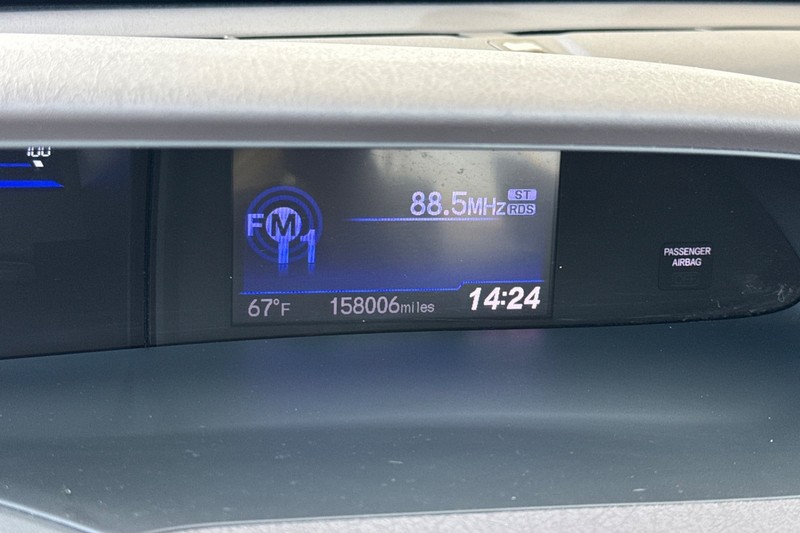 100
88.5MHz ST
RDS
FM1
PASSENGER
AIRBAG
67°F 158006miles 14:24